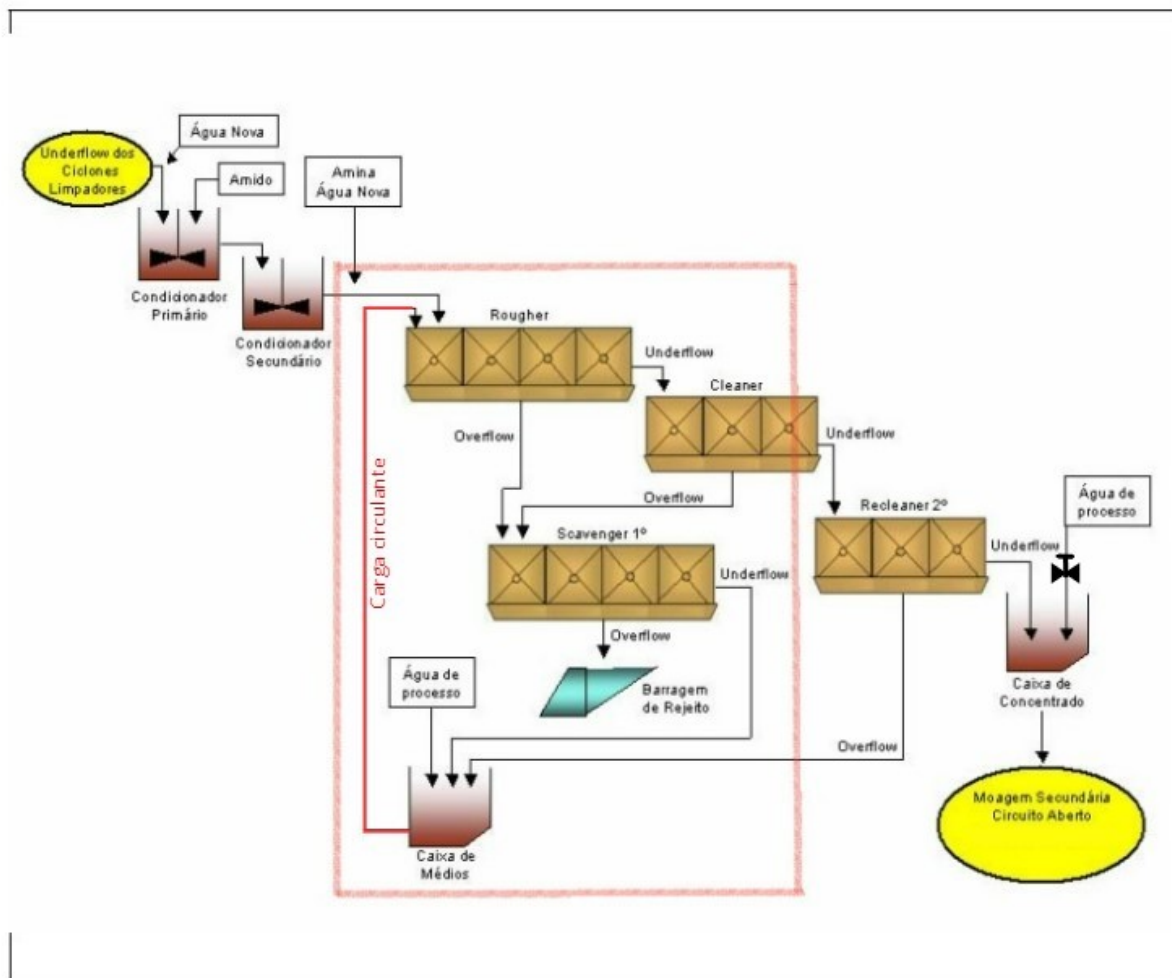 Água Nova
Underflow dos
Ciclones
Limpadores
Amido
Amina
Água Nova
Condicionador
Primário
Condicionador
Secundário
Rougher
Underflow
Cleaner
Overflow
Underflow
Carga circulante
Overflow
Água de
processo
Recleaner 2º
Scavenger 1º
Underflow
Underflow
Overflow
Água de
processo
Barragem
de Rejeito
Caixa de
Concentrado
Overflow
Moagem Secundária
Circuito Aberto
Caixa de
Médios